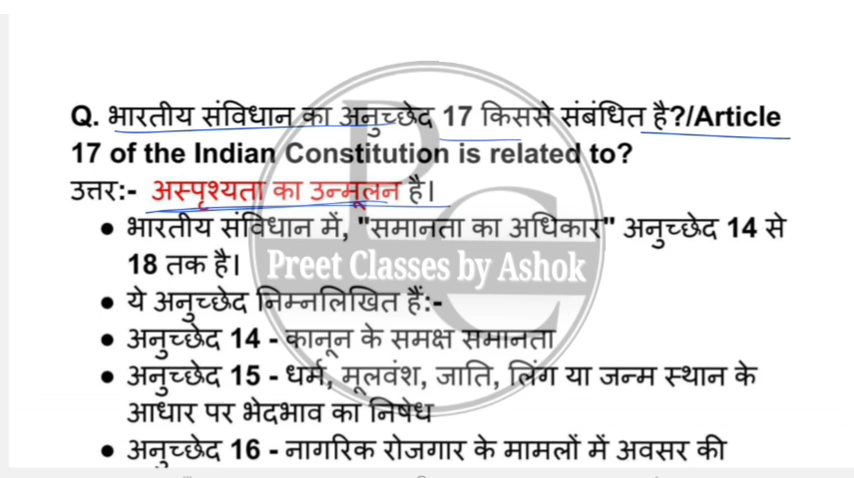 Q. भारतीय संविधान का अनुच्छेद 17 किससे संबंधित है?/Article
17 of the Indian Constitution is related to?
उत्तर:- अस्पृश्यता का उन्मूलन है।
● भारतीय संविधान में, "समानता का अधिकार" अनुच्छेद 14 से
18 तक है।
Preet Classes by Ashok
● ये अनुच्छेद निम्नलिखित हैं:-
● अनुच्छेद 14 - कानून के समक्ष समानता
● अनुच्छेद 15 - धर्म, मूलवंश, जाति, लिंग या जन्म स्थान के
आधार पर भेदभाव का निषेध
● अनुच्छेद 16 - नागरिक रोजगार के मामलों में अवसर की